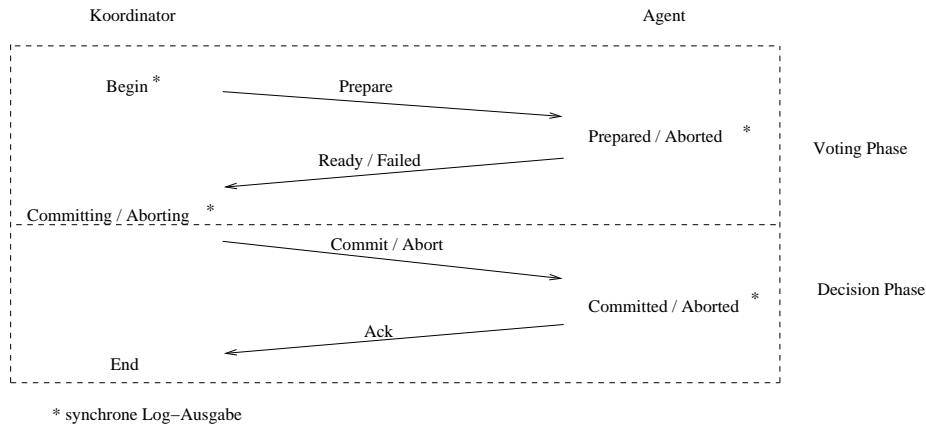 Koordinator
Agent
Begin *
Prepare
Prepared / Aborted *
Voting Phase
Ready / Failed
Committing / Aborting *
Commit / Abort
Decision Phase
Committed / Aborted *
Ack
End
* synchrone Log–Ausgabe